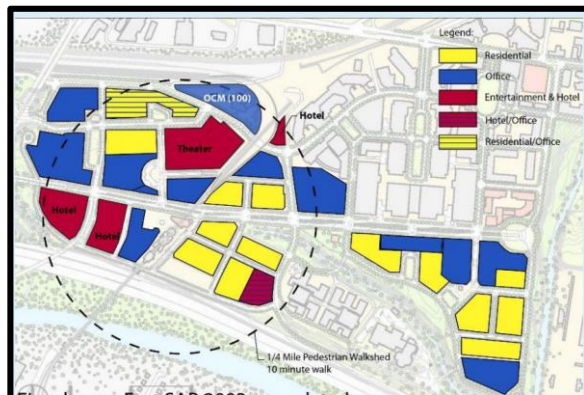 Legend:
Residential
Office
Entertainment & Hotel
Hotel/Office
Residential/Office
OCM (100)
Hotel
Theater
Hotel
Hotel
1/4 Mile Pedestrian Walkshed
10 minute walk